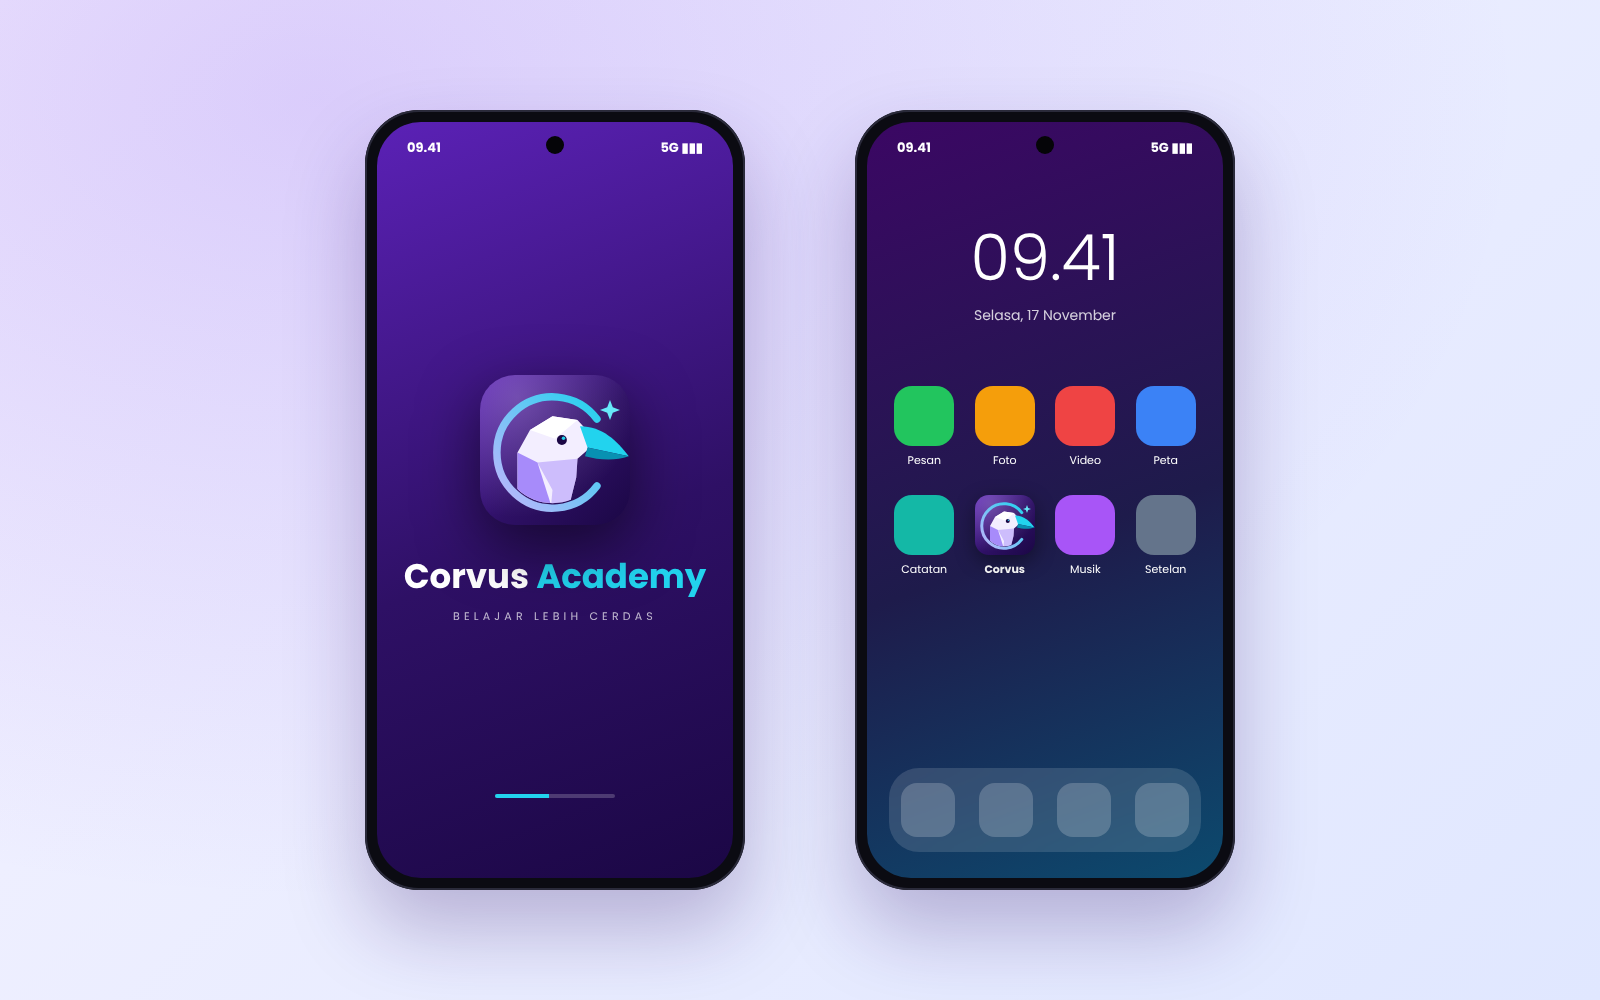 09.41 5G
Corvus Academy
BELAJAR LEBIH CERDAS
09.41 5G
09.41
Selasa, 17 November
Pesan Foto Video Peta
Catatan Corvus Musik Setelan